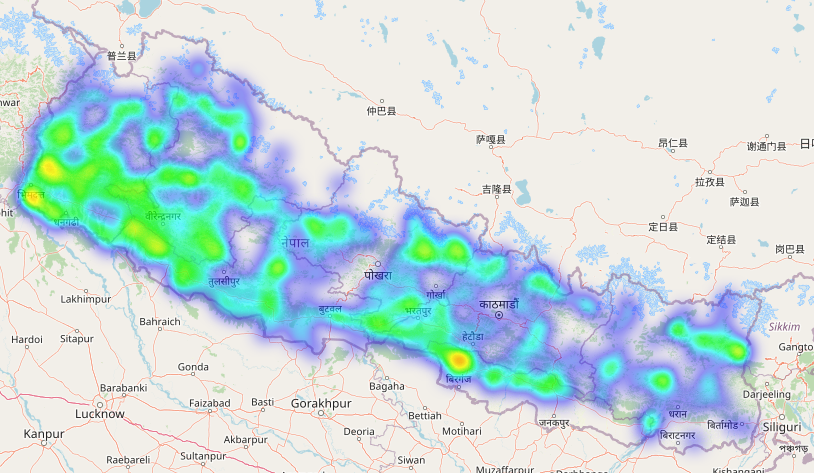 普兰县
nwar
仲巴县
萨嘎县
昂仁县
谢通门县
吉隆县
拉孜县
萨迦县
定日县
定结县
岗巴县
hit
धनगढी
वीरेन्द्रनगर
नेपाल
तुलसीपुर
पोखरा
गोर्खा
काठमाडौं
बुटवल
भरतपुर
हेटौंडा
बिरगंज
जनकपुर
धरान
बिर्तामोड
बिराटनगर
Sikkim
Gangto
Darjeeling
Siliguri
Lakhimpur
Bahraich
Hardoi
Sitapur
Gonda
Barabanki
Faizabad
Basti
Gorakhpur
Bagaha
Bettiah
Lucknow
Kanpur
Akbarpur
Deoria
Motihari
Raebareli
Sultanpur
Siwan
Muzaffarpur
Darbhanga
Kishanganj